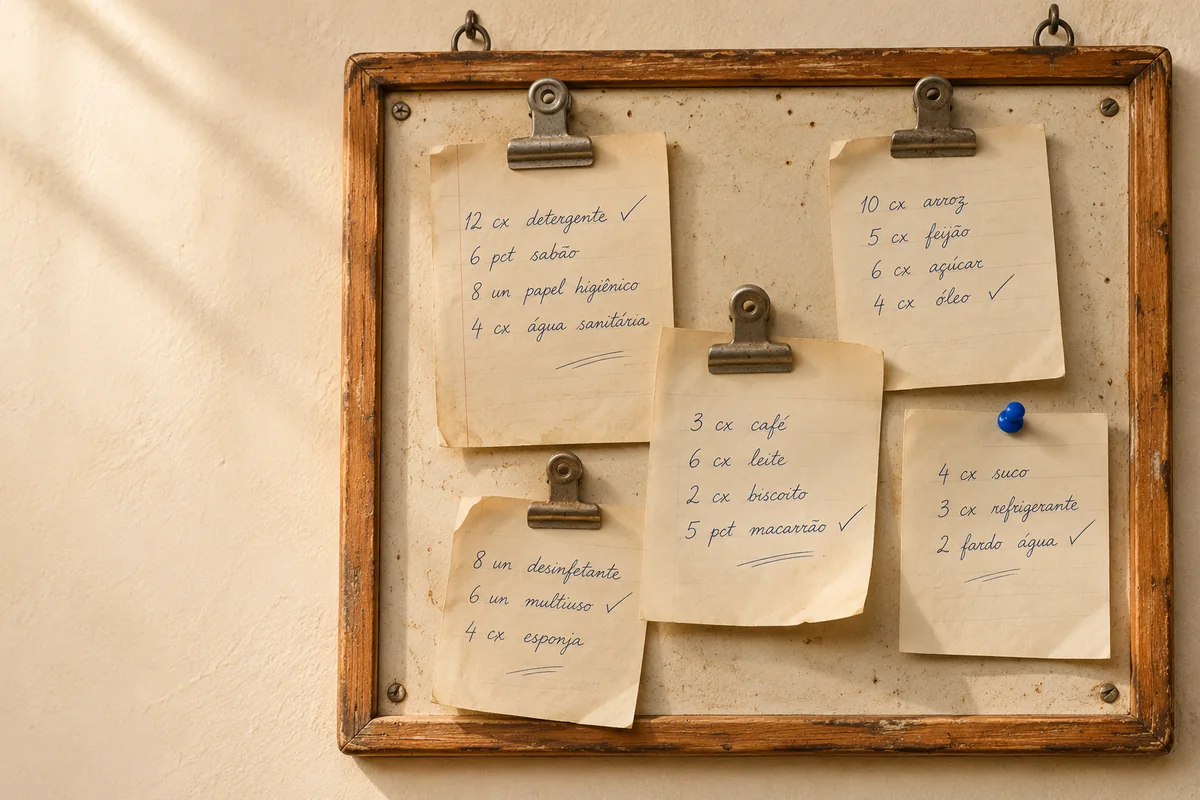 12 cx detergente ✓
6 pct sabão
8 un papel higiênico
4 cx água sanitária
10 cx arroz
5 cx feijão
6 cx açúcar
4 cx óleo ✓
3 cx café
6 cx leite
2 cx biscoito
5 pct macarrão ✓
4 cx suco
3 cx refrigerante
2 fardo água ✓
8 un desinfetante
6 un multiuso ✓
4 cx esponja